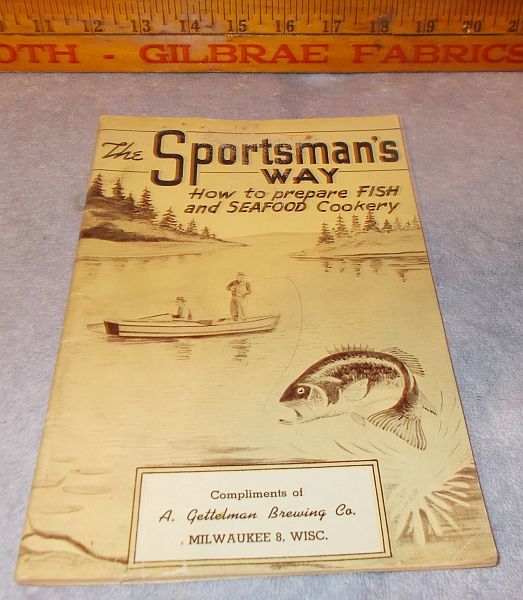 11 12 13 14 15 16 17 18 19 20 2
OTH - GILBRAE FABRICS
The Sportsman's
WAY
How to prepare FISH
and SEAFOOD Cookery
Compliments of
A. Gettelman Brewing Co.
MILWAUKEE 8, WISC.